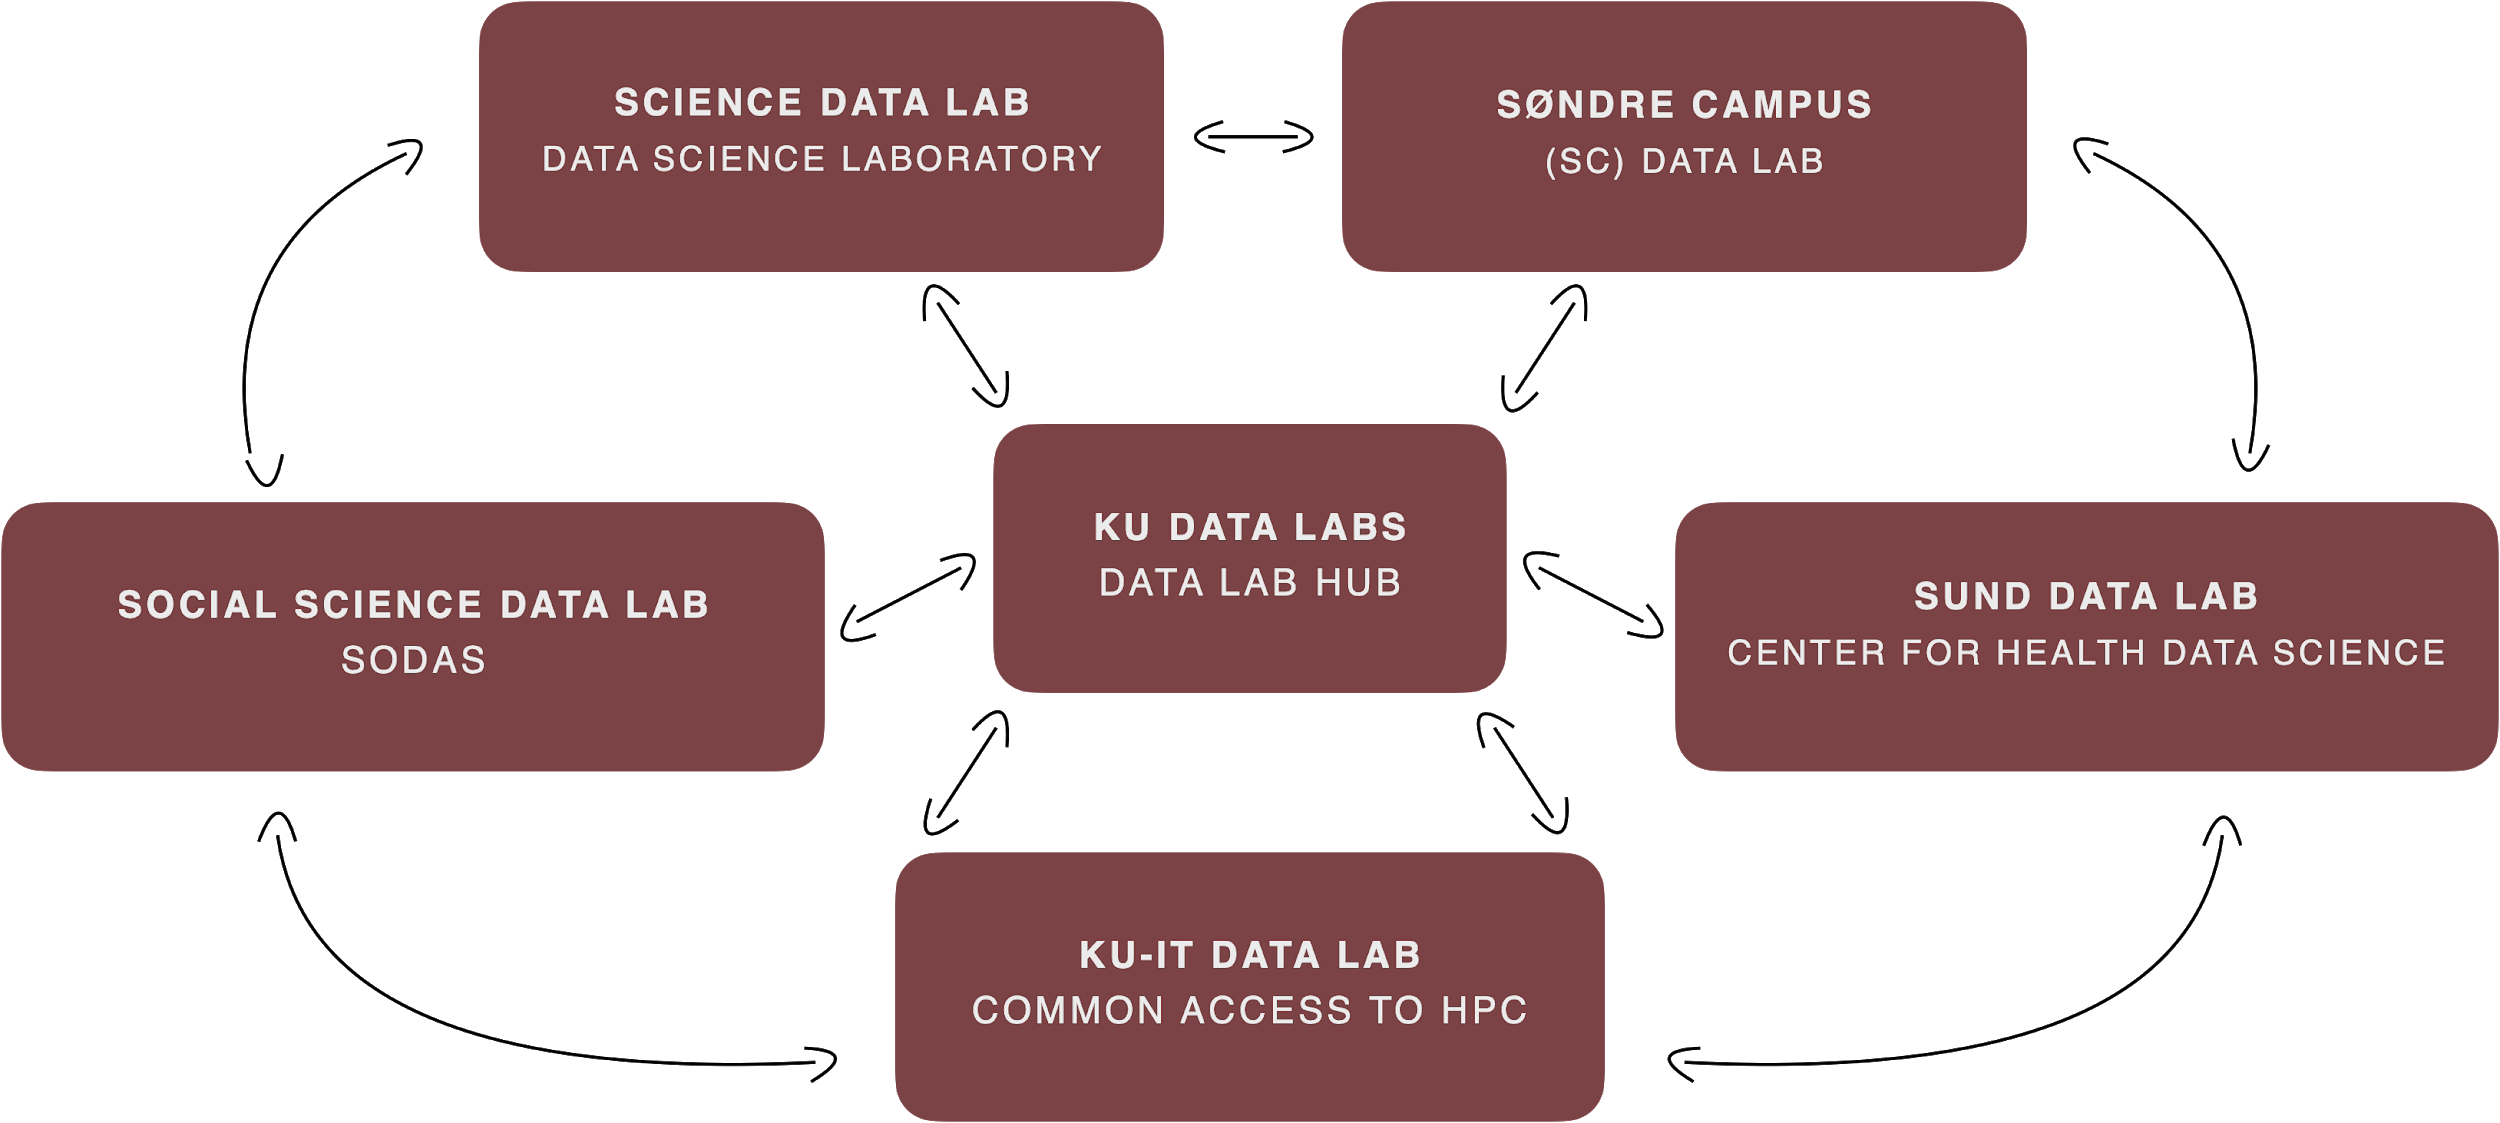 SCIENCE DATA LAB
DATA SCIENCE LABORATORY
SØNDRE CAMPUS
(SC) DATA LAB
KU DATA LABS
DATA LAB HUB
SOCIAL SCIENCE DATA LAB
SODAS
SUND DATA LAB
CENTER FOR HEALTH DATA SCIENCE
KU-IT DATA LAB
COMMON ACCESS TO HPC